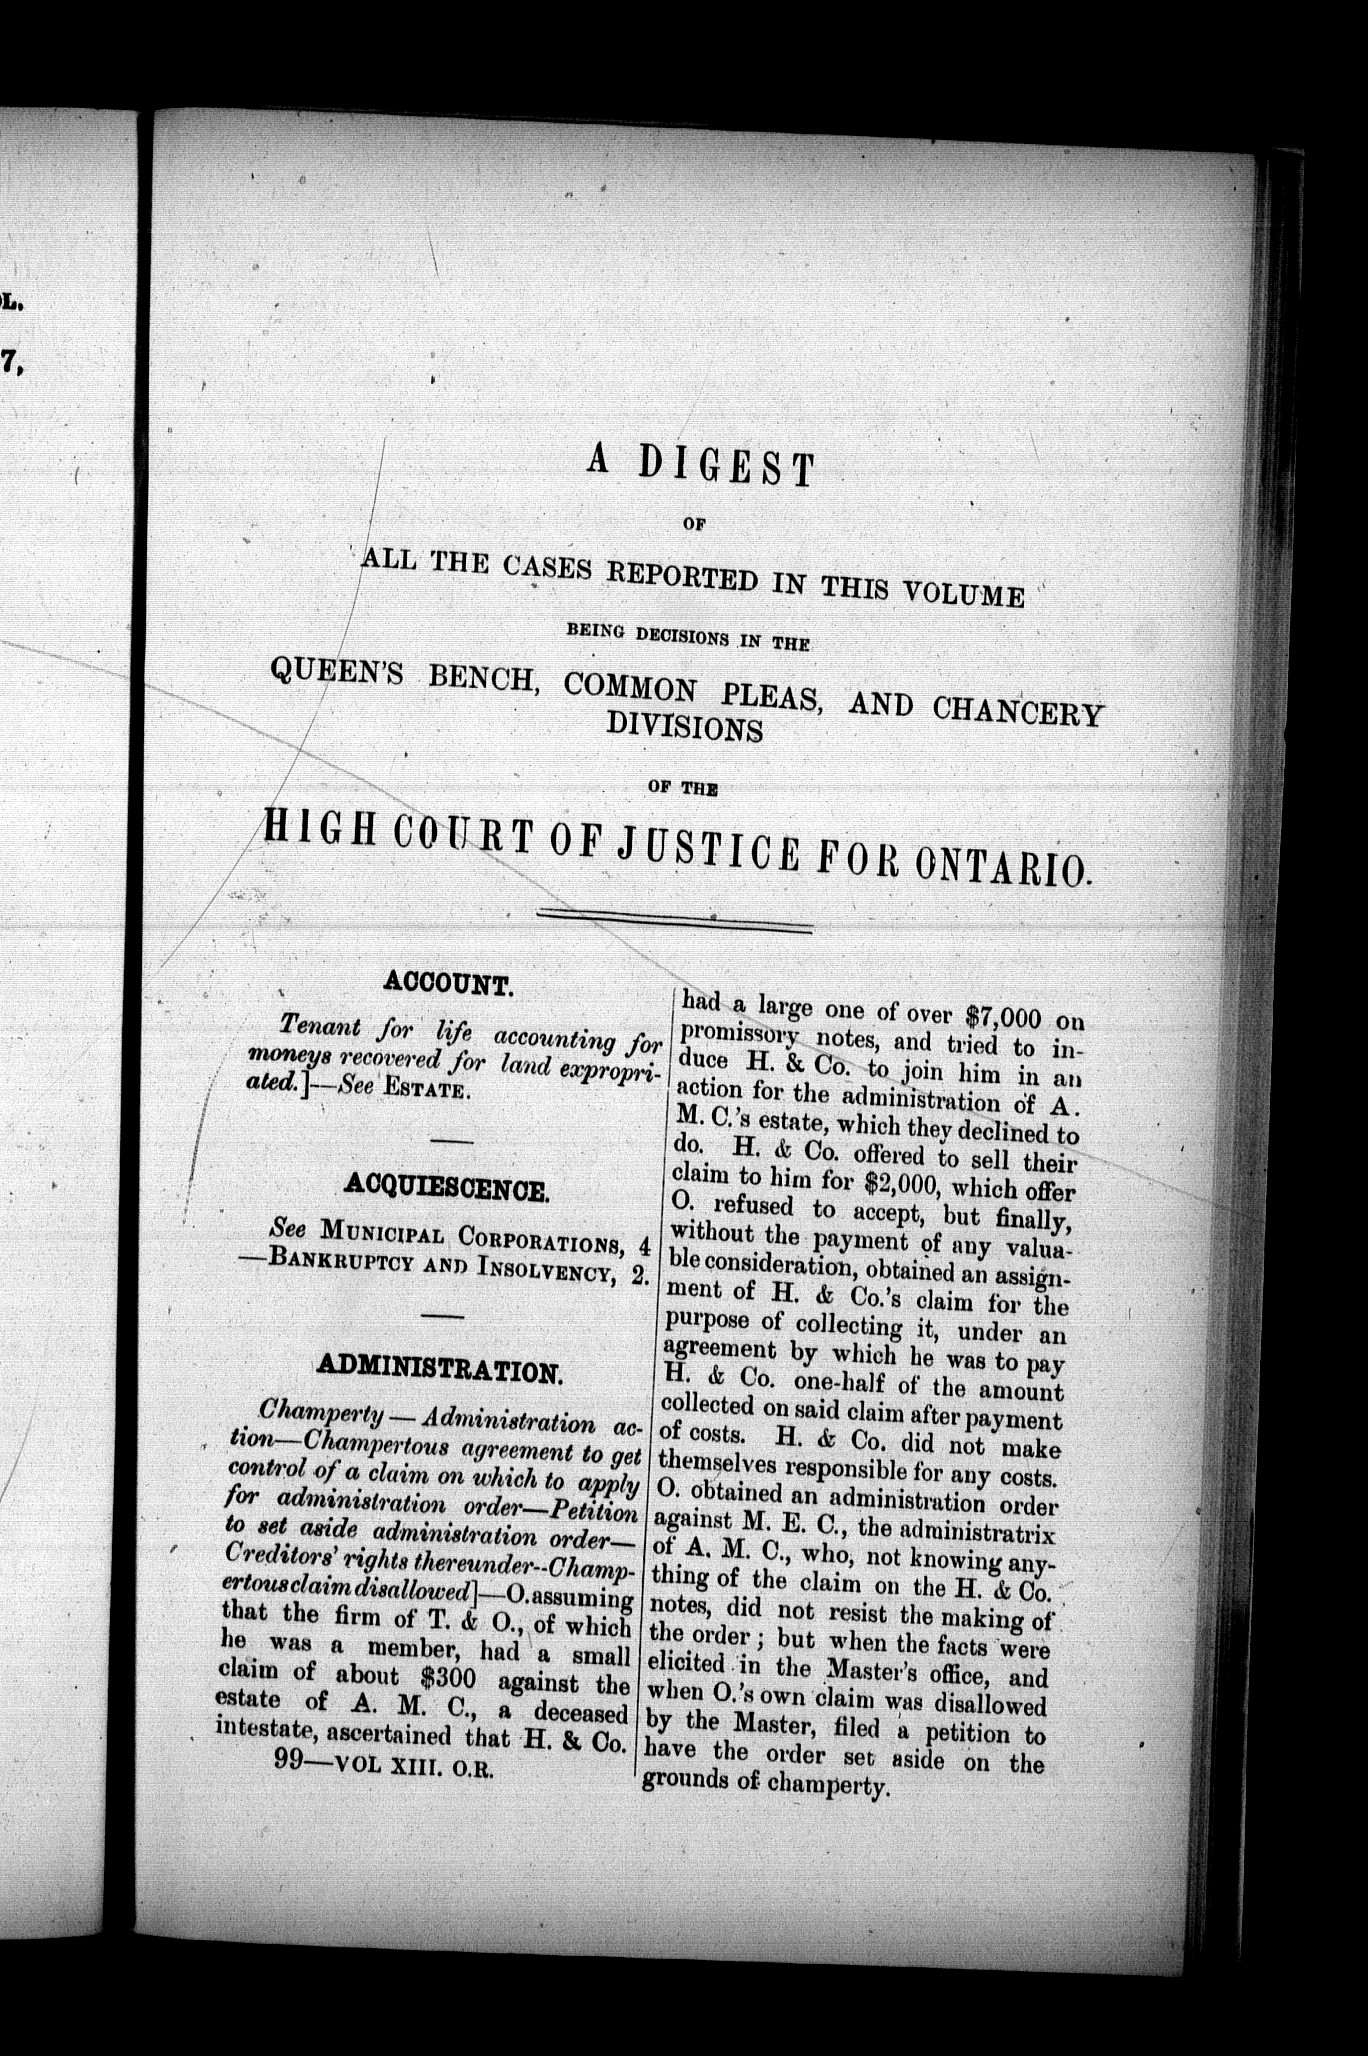 OL.
7,
A DIGEST
OF
ALL THE CASES REPORTED IN THIS VOLUME
BEING DECISIONS IN THE
QUEEN'S BENCH, COMMON PLEAS, AND CHANCERY
DIVISIONS
OF THE
HIGH COURT OF JUSTICE FOR ONTARIO.
ACCOUNT.
Tenant for life accounting for
moneys recovered for land expropri-
ated.]—See ESTATE.
ACQUIESCENCE.
See MUNICIPAL CORPORATIONS, 4
—BANKRUPTCY AND INSOLVENCY, 2.
ADMINISTRATION.
Champerty — Administration ac-
tion—Champertous agreement to get
control of a claim on which to apply
for administration order—Petition
to set aside administration order—
Creditors' rights thereunder--Champ-
ertous claim disallowed]—O. assuming
that the firm of T. & O., of which
he was a member, had a small
claim of about $300 against the
estate of A. M. C., a deceased
intestate, ascertained that H. & Co.
99—VOL XIII. O.R.
had a large one of over $7,000 on
promissory notes, and tried to in-
duce H. & Co. to join him in an
action for the administration of A.
M. C.'s estate, which they declined to
do. H. & Co. offered to sell their
claim to him for $2,000, which offer
O. refused to accept, but finally,
without the payment of any valua-
ble consideration, obtained an assign-
ment of H. & Co.'s claim for the
purpose of collecting it, under an
agreement by which he was to pay
H. & Co. one-half of the amount
collected on said claim after payment
of costs. H. & Co. did not make
themselves responsible for any costs.
O. obtained an administration order
against M. E. C., the administratrix
of A. M. C., who, not knowing any-
thing of the claim on the H. & Co.
notes, did not resist the making of
the order ; but when the facts were
elicited in the Master's office, and
when O.'s own claim was disallowed
by the Master, filed a petition to
have the order set aside on the
grounds of champerty.